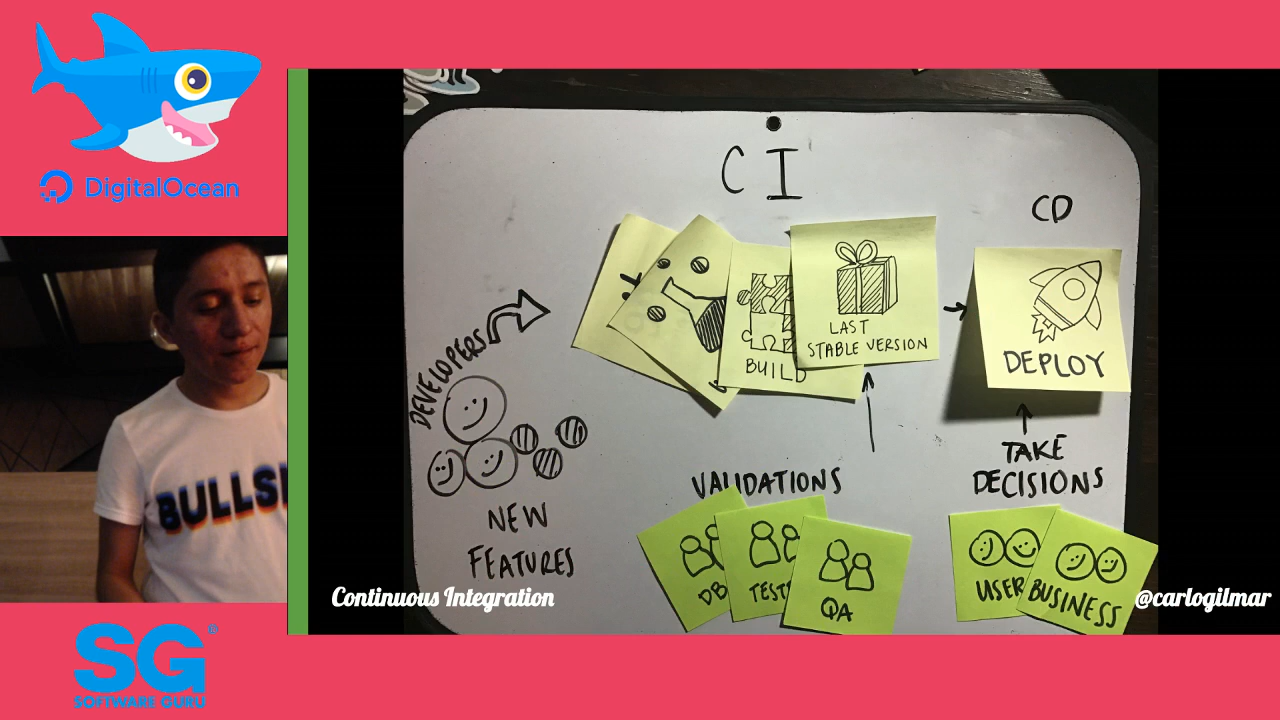 DigitalOcean
BULLS
SG
SOFTWARE GURU
CI
CD
DEVELOPERS
BUILD
LAST
STABLE VERSION
DEPLOY
TAKE
DECISIONS
VALIDATIONS
NEW
FEATURES
DB
TEST
QA
USER
BUSINESS
Continuous Integration
@carlogilmar